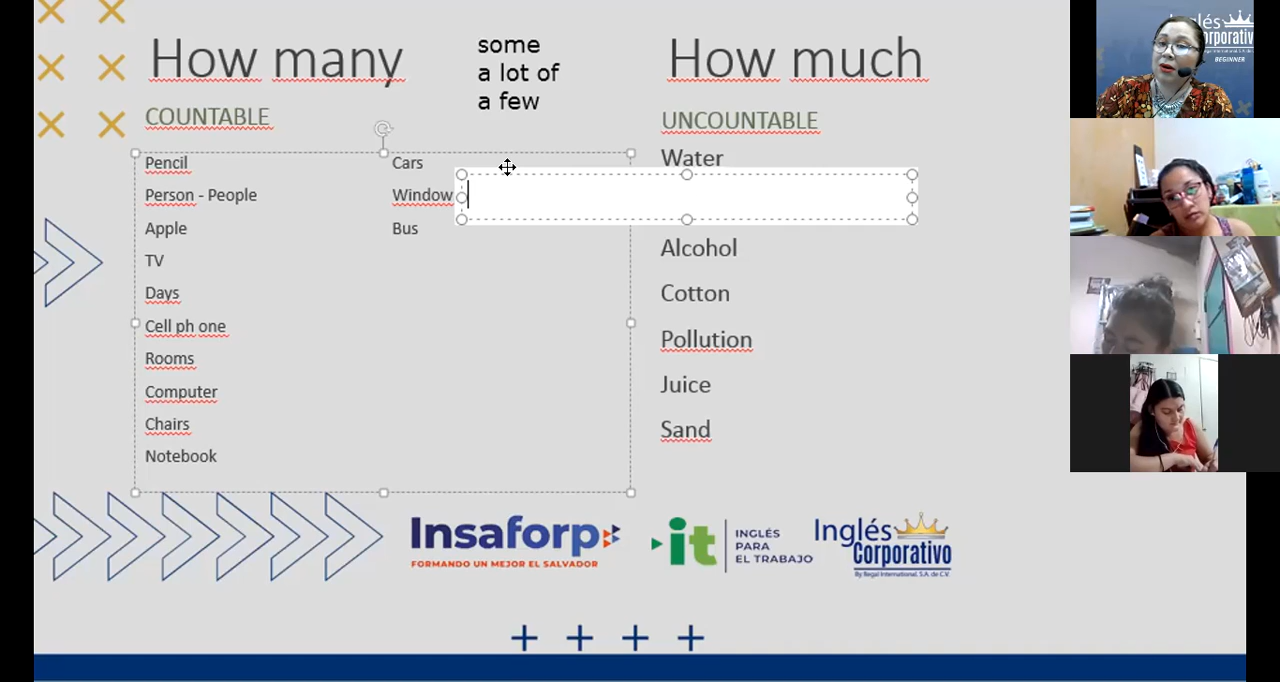 How many
some
a lot of
a few
How much
COUNTABLE
UNCOUNTABLE
Pencil
Person - People
Apple
TV
Days
Cell ph one
Rooms
Computer
Chairs
Notebook
Cars
Window
Bus
Water
Alcohol
Cotton
Pollution
Juice
Sand
Insaforp
FORMANDO UN MEJOR EL SALVADOR
it
INGLÉS
PARA
EL TRABAJO
Inglés
Corporativo
By Regal International, S.A. de C.V.
Inglés
BEGINNER